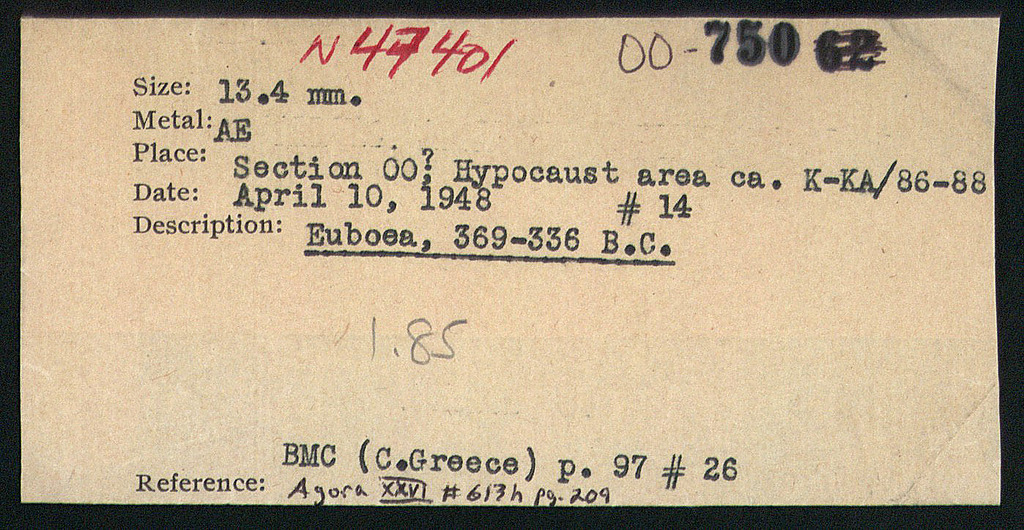 N 47401
OO-750
Size: 13.4 mm.
Metal: AE
Place: Section OO?; Hypocaust area ca. K-KA/86-88
Date: April 10, 1948 # 14
Description: Euboea, 369-336 B.C.
1.85
BMC (C.Greece) p. 97 # 26
Reference: Agora XXVI #613h pg. 209